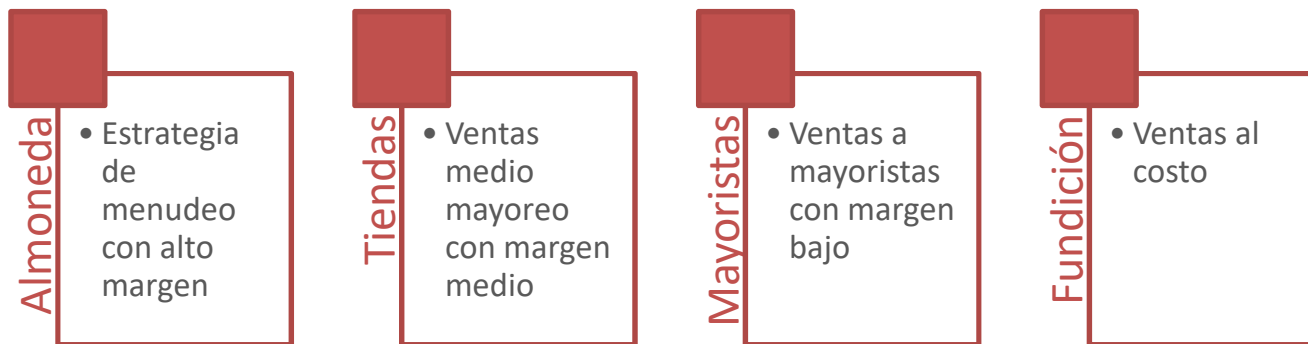 Almoneda
• Estrategia
de
menudeo
con alto
margen
Tiendas
• Ventas
medio
mayoreo
con margen
medio
Mayoristas
• Ventas a
mayoristas
con margen
bajo
Fundición
• Ventas al
costo